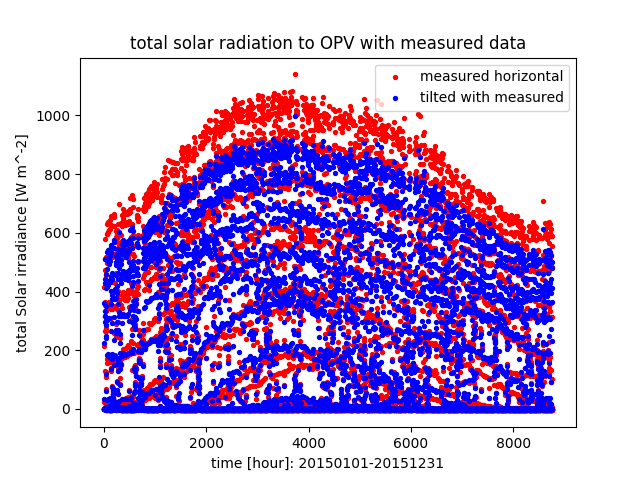 total solar radiation to OPV with measured data
measured horizontal
tilted with measured
total Solar irradiance [W m^-2]
1000
800
600
400
200
0
0 2000 4000 6000 8000
time [hour]: 20150101-20151231